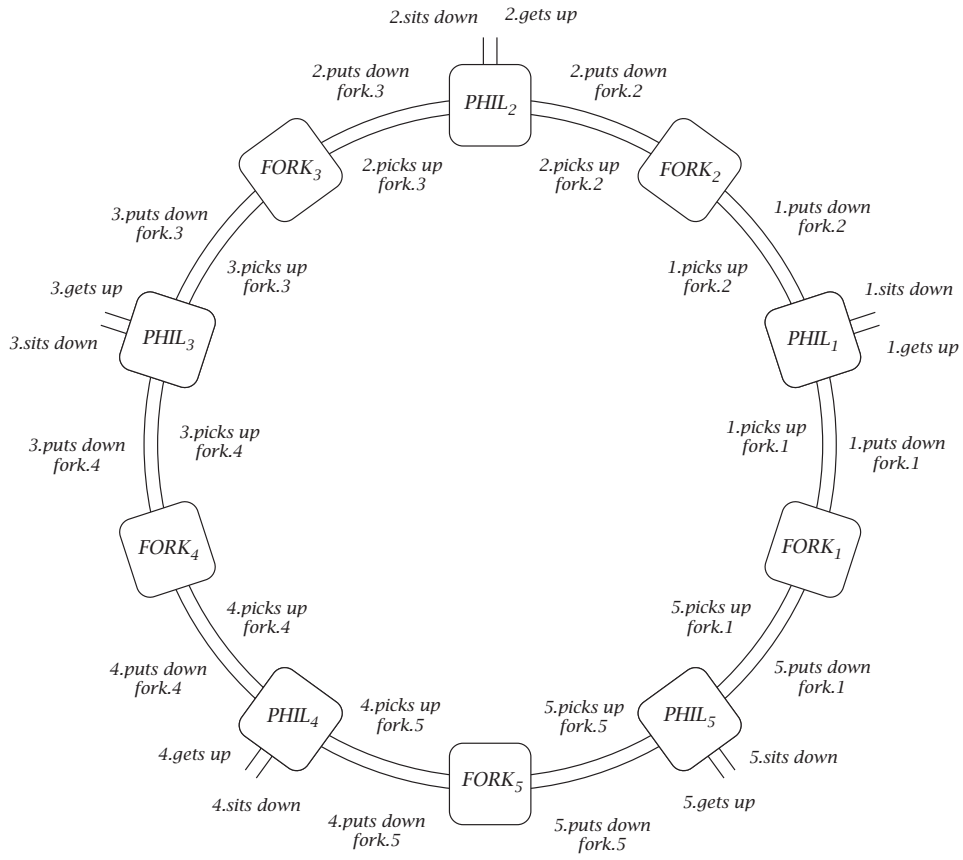 2.sits down
2.gets up
2.puts down
fork.3
PHIL2
2.puts down
fork.2
FORK3
2.picks up
fork.3
2.picks up
fork.2
FORK2
3.puts down
fork.3
1.puts down
fork.2
3.picks up
fork.3
1.picks up
fork.2
3.gets up
1.sits down
PHIL3
PHIL1
3.sits down
1.gets up
3.puts down
fork.4
3.picks up
fork.4
1.picks up
fork.1
1.puts down
fork.1
FORK4
FORK1
4.picks up
fork.4
5.picks up
fork.1
4.puts down
fork.4
5.puts down
fork.1
PHIL4
4.picks up
fork.5
5.picks up
fork.5
PHIL5
4.gets up
5.sits down
FORK5
4.sits down
5.gets up
4.puts down
fork.5
5.puts down
fork.5